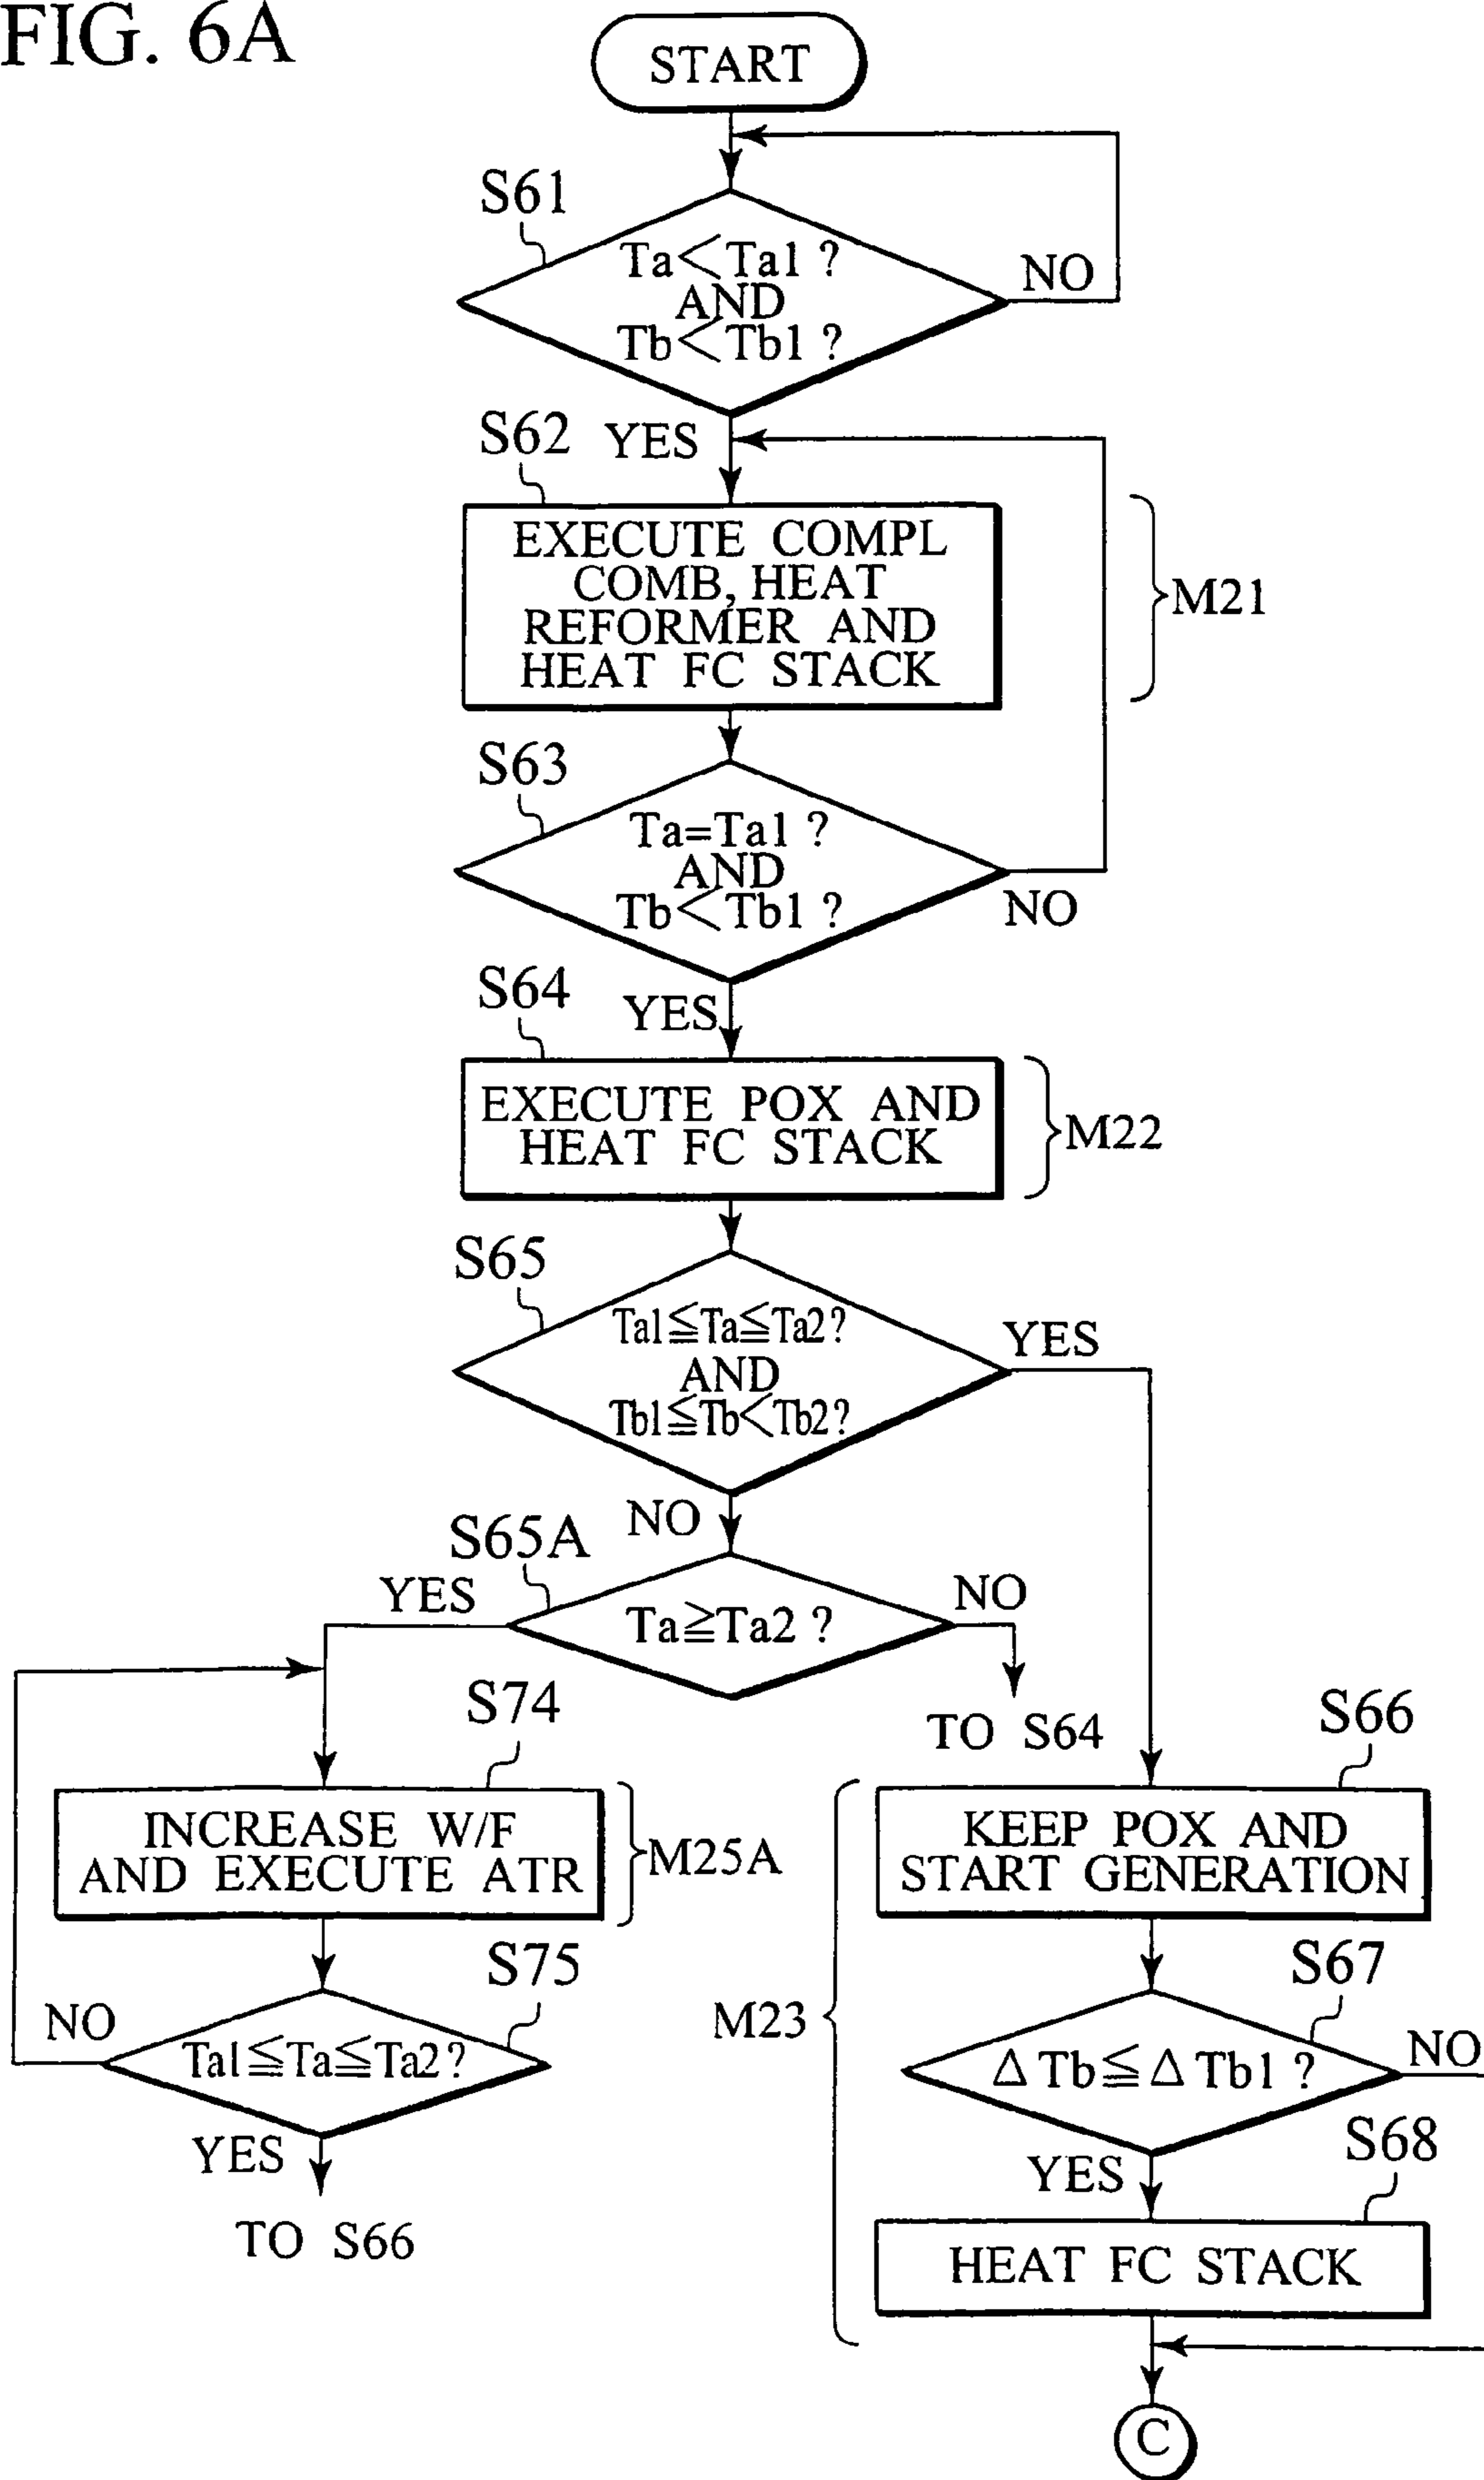 FIG. 6A
START
S61
Ta<Ta1 ?
AND
Tb<Tb1 ?
NO
S62
YES
EXECUTE COMPL
COMB, HEAT
REFORMER AND
HEAT FC STACK
M21
S63
Ta=Ta1 ?
AND
Tb<Tb1 ?
NO
S64
YES
EXECUTE POX AND
HEAT FC STACK
M22
S65
Ta1≦Ta≦Ta2?
AND
Tb1≦Tb<Tb2?
YES
NO
S65A
YES
Ta≧Ta2 ?
NO
TO S64
S74
INCREASE W/F
AND EXECUTE ATR
M25A
S75
NO
Ta1≦Ta≦Ta2?
YES
TO S66
S66
KEEP POX AND
START GENERATION
M23
S67
Δ Tb≦Δ Tb1 ?
NO
YES
S68
HEAT FC STACK
C